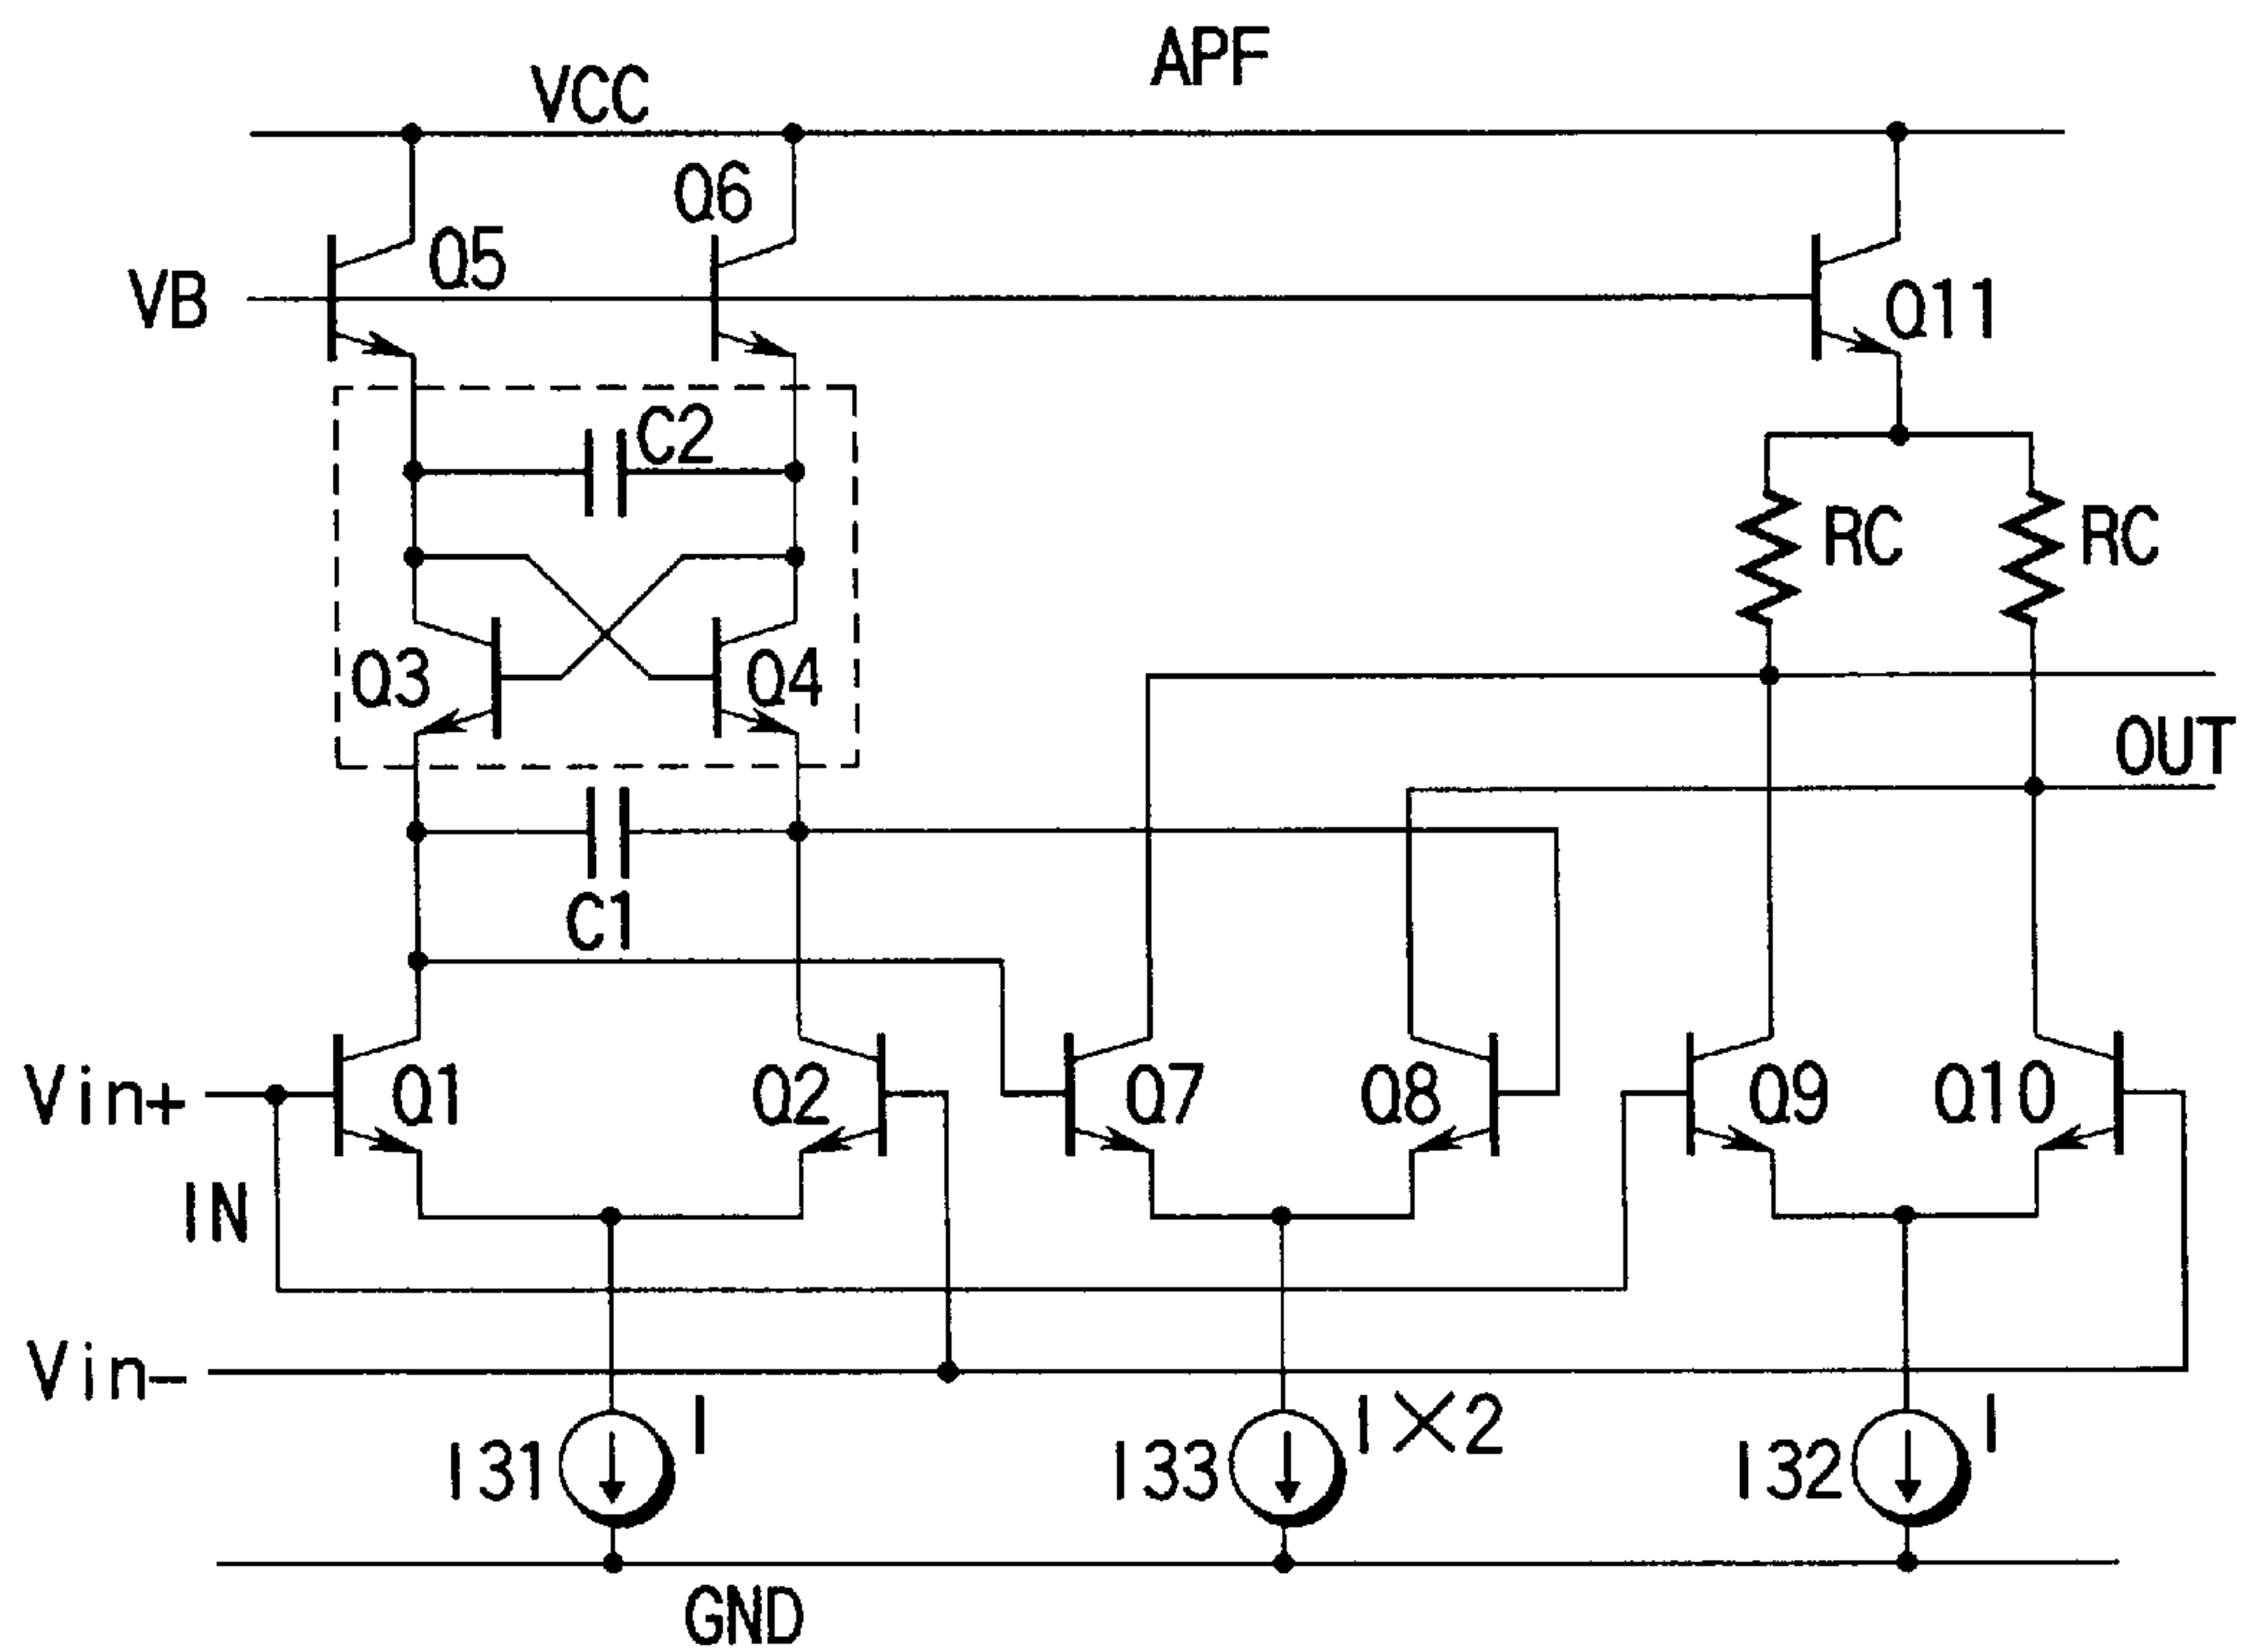 APF
VCC
Q6
Q5
VB
Q11
C2
RC
RC
Q3
Q4
OUT
C1
Vin+
Q1
Q2
Q7
Q8
Q9
Q10
IN
Vin−
I
I×2
I
I31
I33
I32
GND